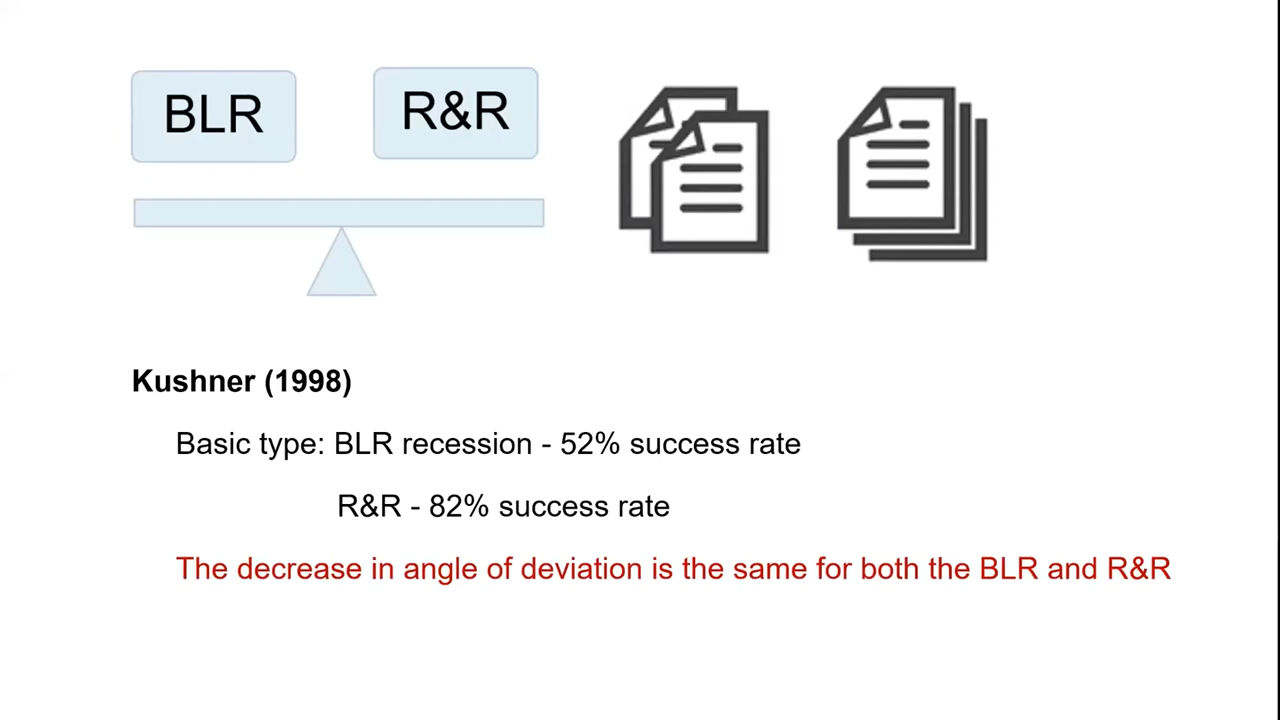 BLR
R&R
Kushner (1998)
Basic type: BLR recession - 52% success rate
R&R - 82% success rate
The decrease in angle of deviation is the same for both the BLR and R&R